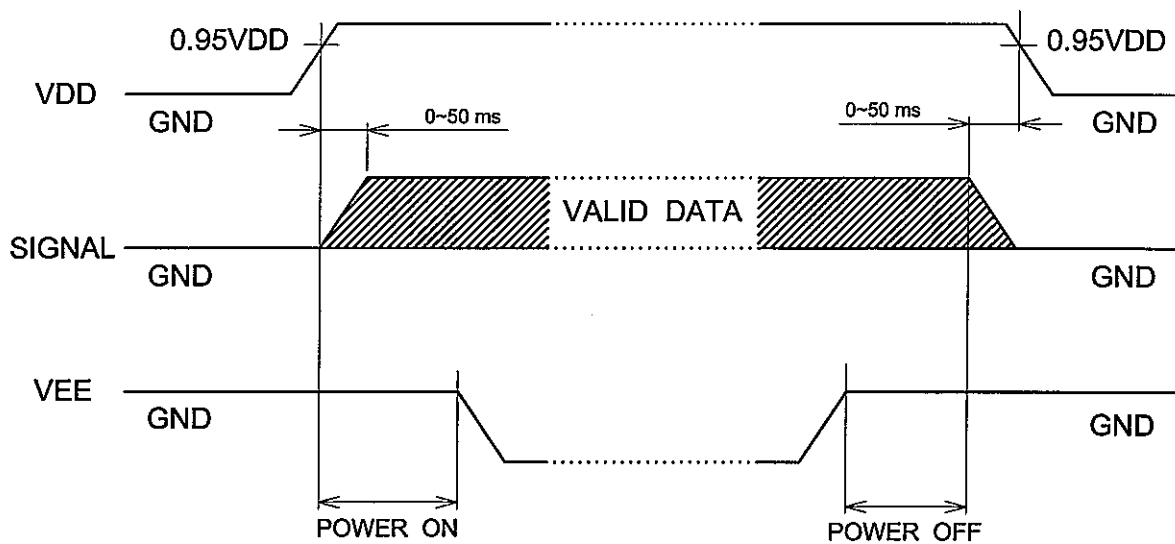 0.95VDD
0.95VDD
VDD
GND
0~50 ms
0~50 ms
GND
VALID DATA
SIGNAL
GND
GND
VEE
GND
GND
POWER ON
POWER OFF